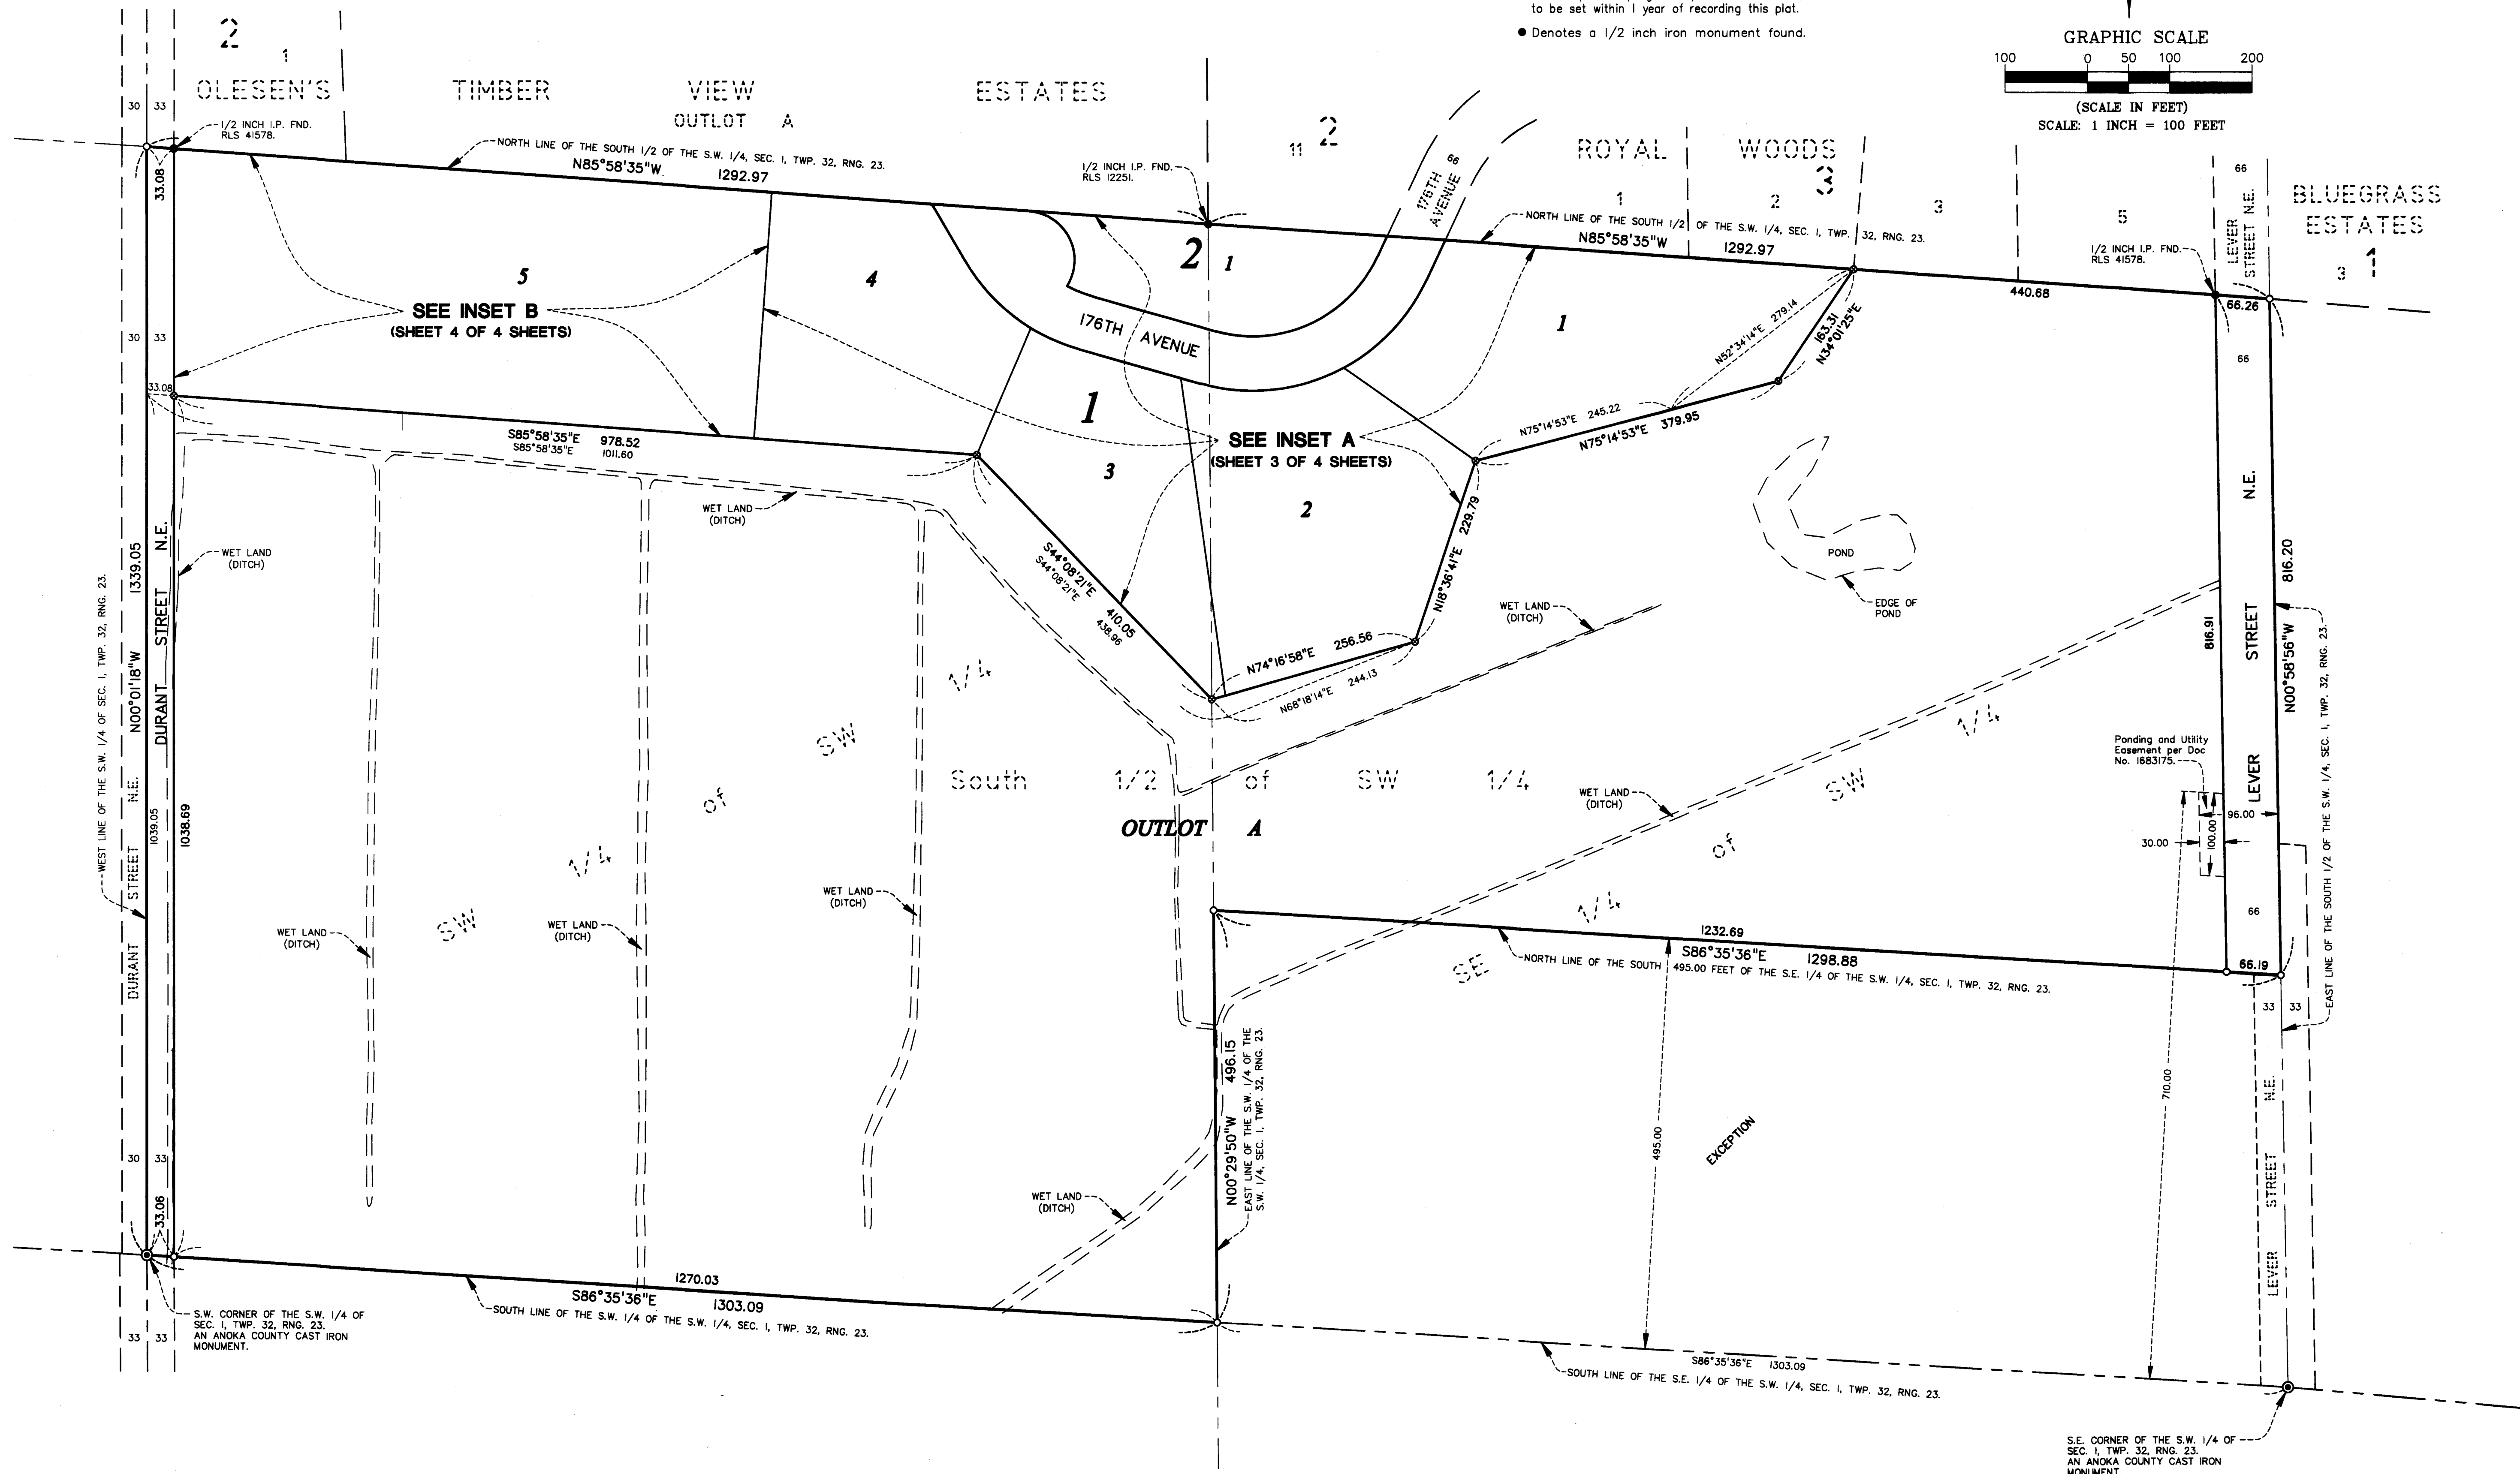 to be set within 1 year of recording this plat.
● Denotes a 1/2 inch iron monument found.
GRAPHIC SCALE
100 0 50 100 200
(SCALE IN FEET)
SCALE: 1 INCH = 100 FEET
2
1
OLESEN'S TIMBER VIEW ESTATES
OUTLOT A
30 33
1/2 INCH I.P. FND.
RLS 41578.
NORTH LINE OF THE SOUTH 1/2 OF THE S.W. 1/4, SEC. 1, TWP. 32, RNG. 23.
N85°58'35"W 1292.97
33.08
1/2 INCH I.P. FND.
RLS 12251.
11 2
176TH
AVENUE
66
ROYAL WOODS
1
2
3
3
5
NORTH LINE OF THE SOUTH 1/2 OF THE S.W. 1/4, SEC. 1, TWP. 32, RNG. 23.
N85°58'35"W 1292.97
1/2 INCH I.P. FND.
RLS 41578.
66
LEVER
STREET N.E.
BLUEGRASS
ESTATES
3 1
440.68
66.26
66
5
SEE INSET B
(SHEET 4 OF 4 SHEETS)
4
2 1
176TH AVENUE
1
N52°34'14"E 279.14
163.31
N34°01'25"E
30 33
33.08
S85°58'35"E 978.52
S85°58'35"E 1011.60
1
3
SEE INSET A
(SHEET 3 OF 4 SHEETS)
2
N75°14'53"E 245.22
N75°14'53"E 379.95
N18°36'41"E 229.79
S44°08'21"E 410.05
S44°08'21"E 438.96
N74°16'58"E 256.56
N68°18'14"E 244.13
WET LAND
(DITCH)
WET LAND
(DITCH)
WET LAND
(DITCH)
POND
EDGE OF
POND
WEST LINE OF THE S.W. 1/4 OF SEC. 1, TWP. 32, RNG. 23.
N00°01'18"W 1339.05
DURANT STREET N.E.
DURANT STREET N.E.
1039.05
1038.69
816.91
LEVER STREET N.E.
N00°58'56"W 816.20
EAST LINE OF THE SOUTH 1/2 OF THE S.W. 1/4, SEC. 1, TWP. 32, RNG. 23.
Ponding and Utility
Easement per Doc
No. 1683175.
96.00
100.00
30.00
66
SW 1/4 of SW 1/4
South 1/2 of SW 1/4
OUTLOT A
SE 1/4 of SW 1/4
WET LAND
(DITCH)
WET LAND
(DITCH)
WET LAND
(DITCH)
WET LAND
(DITCH)
WET LAND
(DITCH)
1232.69
S86°35'36"E 1298.88
NORTH LINE OF THE SOUTH 495.00 FEET OF THE S.E. 1/4 OF THE S.W. 1/4, SEC. 1, TWP. 32, RNG. 23.
66.19
33 33
N00°29'50"W 496.15
EAST LINE OF THE S.W. 1/4 OF THE
S.W. 1/4, SEC. 1, TWP. 32, RNG. 23.
495.00
EXCEPTION
710.00
LEVER STREET N.E.
30 33
33.06
1270.03
S86°35'36"E 1303.09
SOUTH LINE OF THE S.W. 1/4 OF THE S.W. 1/4, SEC. 1, TWP. 32, RNG. 23.
S.W. CORNER OF THE S.W. 1/4 OF
SEC. 1, TWP. 32, RNG. 23.
AN ANOKA COUNTY CAST IRON
MONUMENT.
33 33
S86°35'36"E 1303.09
SOUTH LINE OF THE S.E. 1/4 OF THE S.W. 1/4, SEC. 1, TWP. 32, RNG. 23.
S.E. CORNER OF THE S.W. 1/4 OF
SEC. 1, TWP. 32, RNG. 23.
AN ANOKA COUNTY CAST IRON
MONUMENT